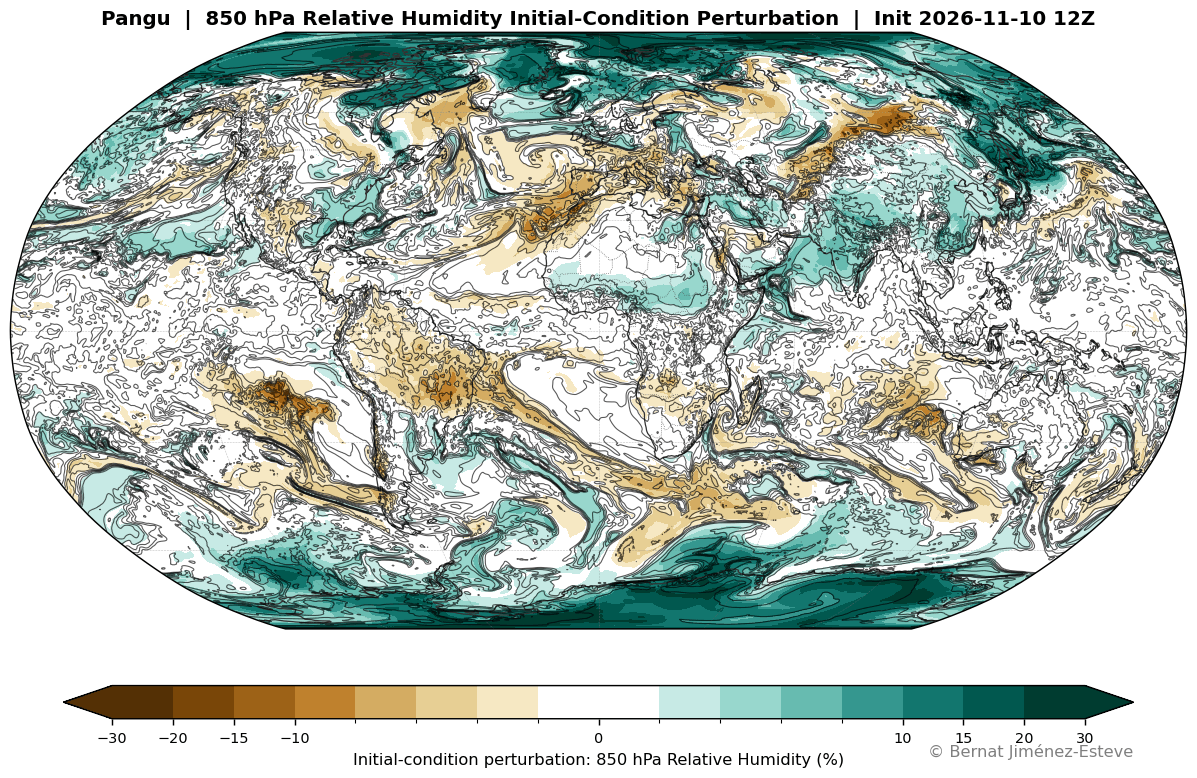 Pangu | 850 hPa Relative Humidity Initial-Condition Perturbation | Init 2026-11-10 12Z
−30 −20 −15 −10 0 10 15 20 30
Initial-condition perturbation: 850 hPa Relative Humidity (%)
© Bernat Jiménez-Esteve